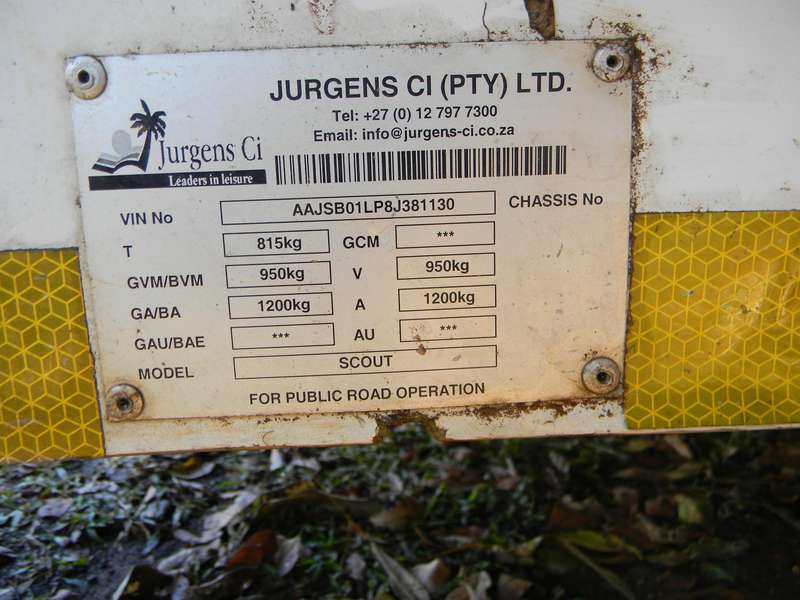 JURGENS CI (PTY) LTD.
Tel: +27 (0) 12 797 7300
Email: info@jurgens-ci.co.za
Jurgens Ci
Leaders in leisure
VIN No AAJSB01LP8J381130 CHASSIS No
T 815kg GCM ***
GVM/BVM 950kg V 950kg
GA/BA 1200kg A 1200kg
GAU/BAE *** AU ***
MODEL SCOUT
FOR PUBLIC ROAD OPERATION